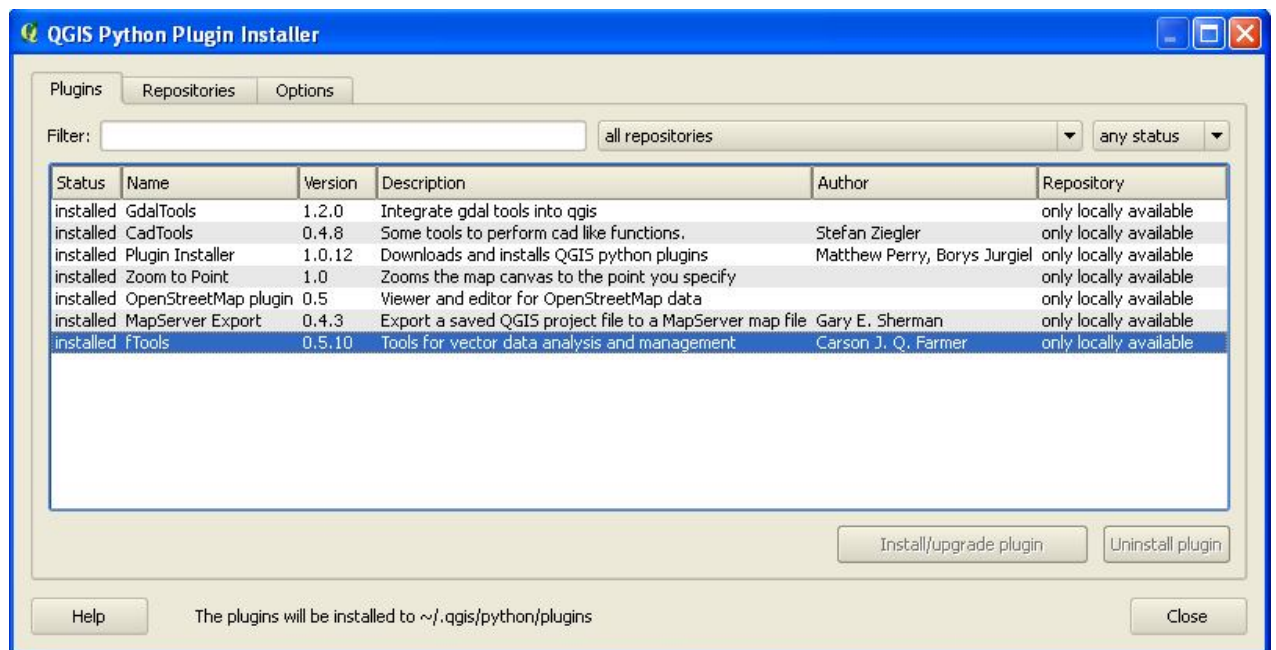 QGIS Python Plugin Installer
Plugins Repositories Options
Filter: all repositories any status
Status Name Version Description Author Repository
installed GdalTools 1.2.0 Integrate gdal tools into qgis only locally available
installed CadTools 0.4.8 Some tools to perform cad like functions. Stefan Ziegler only locally available
installed Plugin Installer 1.0.12 Downloads and installs QGIS python plugins Matthew Perry, Borys Jurgiel only locally available
installed Zoom to Point 1.0 Zooms the map canvas to the point you specify only locally available
installed OpenStreetMap plugin 0.5 Viewer and editor for OpenStreetMap data only locally available
installed MapServer Export 0.4.3 Export a saved QGIS project file to a MapServer map file Gary E. Sherman only locally available
installed fTools 0.5.10 Tools for vector data analysis and management Carson J. Q. Farmer only locally available
Install/upgrade plugin Uninstall plugin
Help The plugins will be installed to ~/.qgis/python/plugins Close